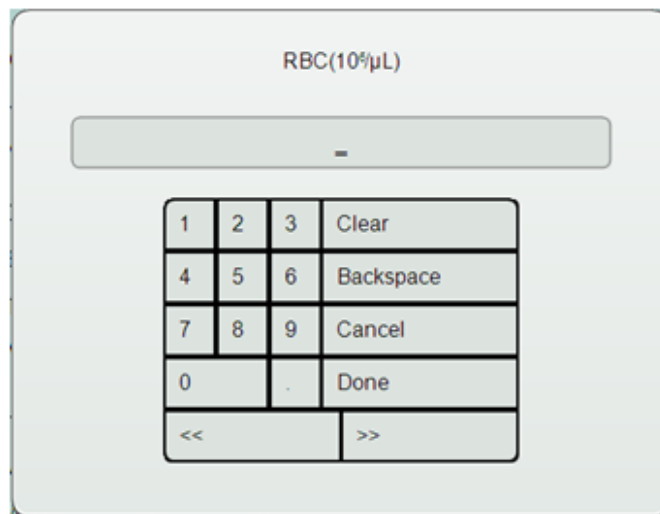 RBC(10⁶/µL)
-
1 2 3 Clear
4 5 6 Backspace
7 8 9 Cancel
0 . Done
<< >>